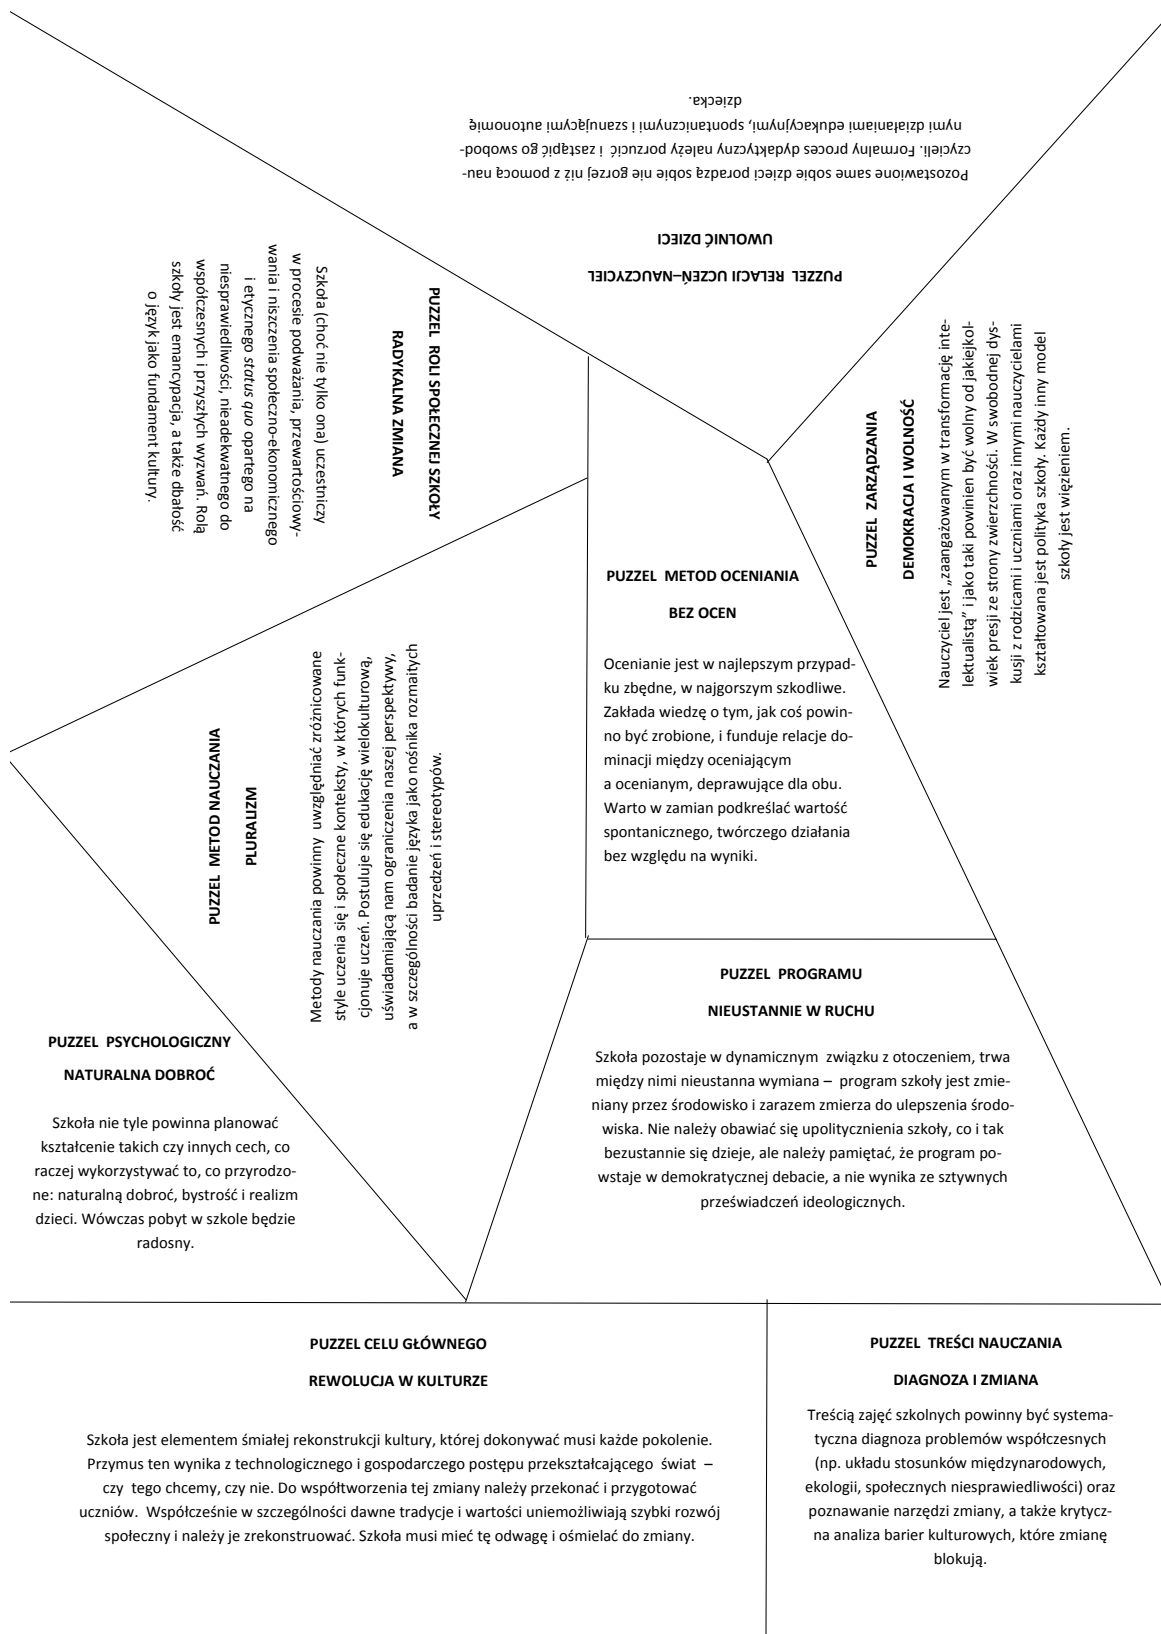 PUZZEL RELACJI UCZEŃ–NAUCZYCIEL
UWOLNIĆ DZIECI
Pozostawione same sobie dzieci poradzą sobie nie gorzej niż z pomocą nau-
czycieli. Formalny proces dydaktyczny należy porzucić i zastąpić go swobod-
nymi działaniami edukacyjnymi, spontanicznymi i szanującymi autonomię
dziecka.
PUZZEL ROLI SPOŁECZNEJ SZKOŁY
RADYKALNA ZMIANA
Szkoła (choć nie tylko ona) uczestniczy
w procesie podważania, przewartościowy-
wania i niszczenia społeczno-ekonomicznego
i etycznego status quo opartego na
niesprawiedliwości, nieadekwatnego do
współczesnych i przyszłych wyzwań. Rolą
szkoły jest emancypacja, a także dbałość
o język jako fundament kultury.
PUZZEL ZARZĄDZANIA
DEMOKRACJA I WOLNOŚĆ
Nauczyciel jest „zaangażowanym w transformację inte-
lektualistą” i jako taki powinien być wolny od jakiejkol-
wiek presji ze strony zwierzchności. W swobodnej dys-
kusji z rodzicami i uczniami oraz innymi nauczycielami
kształtowana jest polityka szkoły. Każdy inny model
szkoły jest więzieniem.
PUZZEL METOD OCENIANIA
BEZ OCEN
Ocenianie jest w najlepszym przypad-
ku zbędne, w najgorszym szkodliwe.
Zakłada wiedzę o tym, jak coś powin-
no być zrobione, i funduje relacje do-
minacji między oceniającym
a ocenianym, deprawujące dla obu.
Warto w zamian podkreślać wartość
spontanicznego, twórczego działania
bez względu na wyniki.
PUZZEL METOD NAUCZANIA
PLURALIZM
Metody nauczania powinny uwzględniać zróżnicowane
style uczenia się i społeczne konteksty, w których funk-
cjonuje uczeń. Postuluje się edukację wielokulturową,
uświadamiającą nam ograniczenia naszej perspektywy,
a w szczególności badanie języka jako nośnika rozmaitych
uprzedzeń i stereotypów.
PUZZEL PROGRAMU
NIEUSTANNIE W RUCHU
Szkoła pozostaje w dynamicznym związku z otoczeniem, trwa
między nimi nieustanna wymiana – program szkoły jest zmie-
niany przez środowisko i zarazem zmierza do ulepszenia środo-
wiska. Nie należy obawiać się upolitycznienia szkoły, co i tak
bezustannie się dzieje, ale należy pamiętać, że program po-
wstaje w demokratycznej debacie, a nie wynika ze sztywnych
przeświadczeń ideologicznych.
PUZZEL PSYCHOLOGICZNY
NATURALNA DOBROĆ
Szkoła nie tyle powinna planować
kształcenie takich czy innych cech, co
raczej wykorzystywać to, co przyrodzo-
ne: naturalną dobroć, bystrość i realizm
dzieci. Wówczas pobyt w szkole będzie
radosny.
PUZZEL CELU GŁÓWNEGO
REWOLUCJA W KULTURZE
Szkoła jest elementem śmiałej rekonstrukcji kultury, której dokonywać musi każde pokolenie.
Przymus ten wynika z technologicznego i gospodarczego postępu przekształcającego świat –
czy tego chcemy, czy nie. Do współtworzenia tej zmiany należy przekonać i przygotować
uczniów. Współcześnie w szczególności dawne tradycje i wartości uniemożliwiają szybki rozwój
społeczny i należy je zrekonstruować. Szkoła musi mieć tę odwagę i ośmielać do zmiany.
PUZZEL TREŚCI NAUCZANIA
DIAGNOZA I ZMIANA
Treścią zajęć szkolnych powinny być systema-
tyczna diagnoza problemów współczesnych
(np. układu stosunków międzynarodowych,
ekologii, społecznych niesprawiedliwości) oraz
poznawanie narzędzi zmiany, a także krytycz-
na analiza barier kulturowych, które zmianę
blokują.